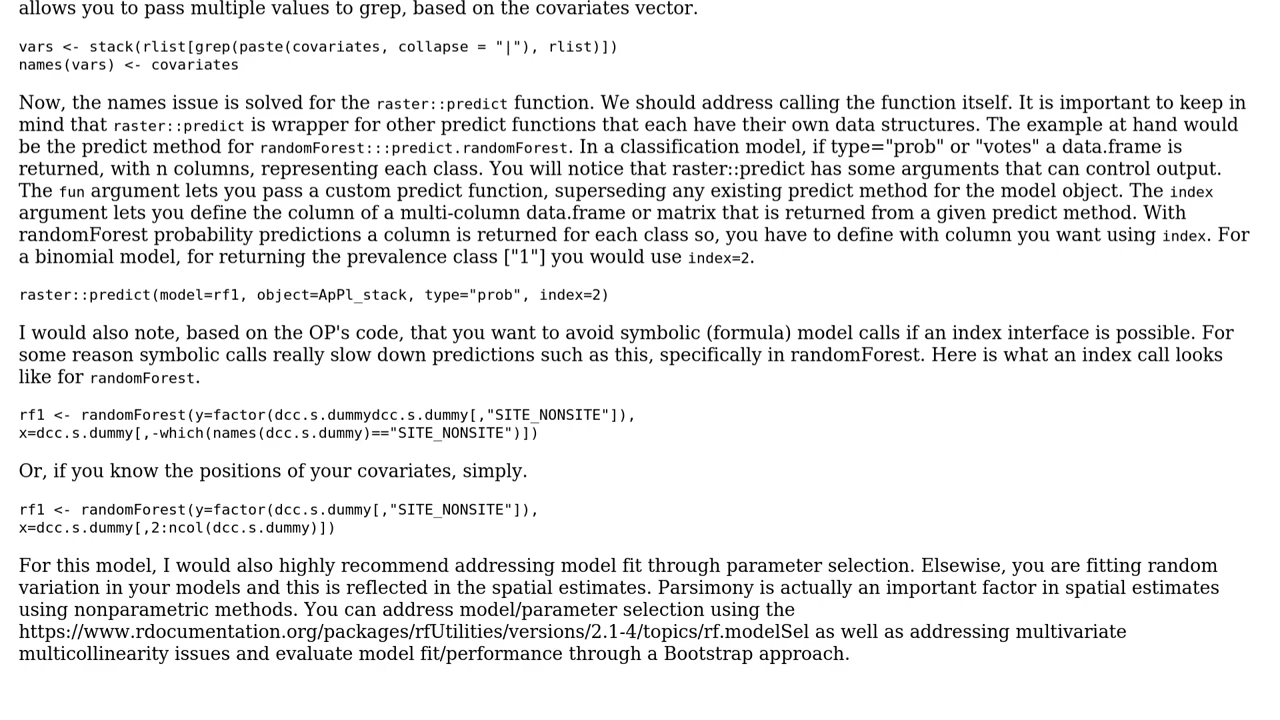 allows you to pass multiple values to grep, based on the covariates vector.
vars <- stack(rlist[grep(paste(covariates, collapse = "|"), rlist)])
names(vars) <- covariates
Now, the names issue is solved for the raster::predict function. We should address calling the function itself. It is important to keep in
mind that raster::predict is wrapper for other predict functions that each have their own data structures. The example at hand would
be the predict method for randomForest:::predict.randomForest. In a classification model, if type="prob" or "votes" a data.frame is
returned, with n columns, representing each class. You will notice that raster::predict has some arguments that can control output.
The fun argument lets you pass a custom predict function, superseding any existing predict method for the model object. The index
argument lets you define the column of a multi-column data.frame or matrix that is returned from a given predict method. With
randomForest probability predictions a column is returned for each class so, you have to define with column you want using index. For
a binomial model, for returning the prevalence class ["1"] you would use index=2.
raster::predict(model=rf1, object=ApPl_stack, type="prob", index=2)
I would also note, based on the OP's code, that you want to avoid symbolic (formula) model calls if an index interface is possible. For
some reason symbolic calls really slow down predictions such as this, specifically in randomForest. Here is what an index call looks
like for randomForest.
rf1 <- randomForest(y=factor(dcc.s.dummydcc.s.dummy[,"SITE_NONSITE"]),
x=dcc.s.dummy[,-which(names(dcc.s.dummy)=="SITE_NONSITE")])
Or, if you know the positions of your covariates, simply.
rf1 <- randomForest(y=factor(dcc.s.dummy[,"SITE_NONSITE"]),
x=dcc.s.dummy[,2:ncol(dcc.s.dummy)])
For this model, I would also highly recommend addressing model fit through parameter selection. Elsewise, you are fitting random
variation in your models and this is reflected in the spatial estimates. Parsimony is actually an important factor in spatial estimates
using nonparametric methods. You can address model/parameter selection using the
https://www.rdocumentation.org/packages/rfUtilities/versions/2.1-4/topics/rf.modelSel as well as addressing multivariate
multicollinearity issues and evaluate model fit/performance through a Bootstrap approach.